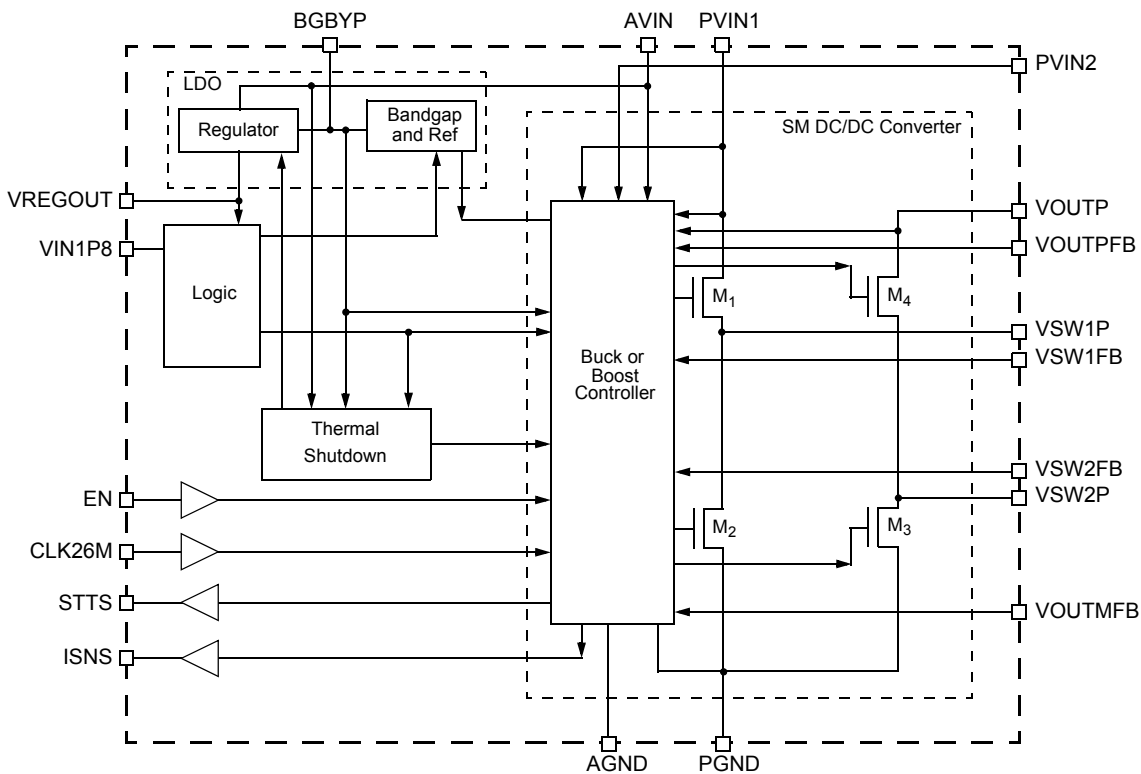 BGBYP
AVIN
PVIN1
PVIN2
LDO
Regulator
Bandgap
and Ref
SM DC/DC Converter
VREGOUT
VIN1P8
Logic
VOUTP
VOUTPFB
M1
M4
VSW1P
VSW1FB
Buck or
Boost
Controller
Thermal
Shutdown
VSW2FB
VSW2P
EN
M2
M3
CLK26M
STTS
VOUTMFB
ISNS
AGND
PGND